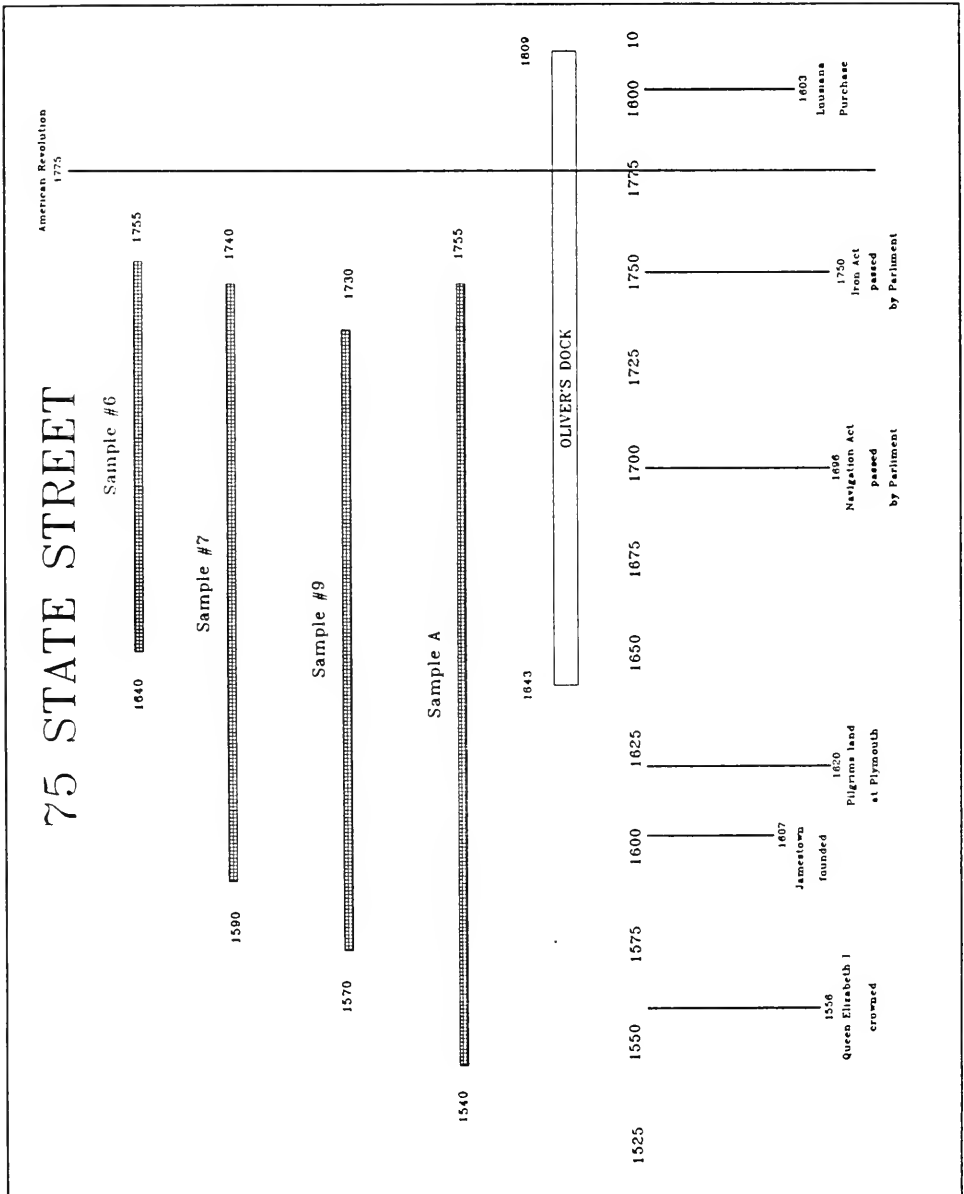 75 STATE STREET
American Revolution
1775
Sample #6
1640
1755
Sample #7
1590
1740
Sample #9
1570
1730
Sample A
1540
1755
1643
1809
OLIVER'S DOCK
1525
1550
1575
1600
1625
1650
1675
1700
1725
1750
1775
1800
10
1556
Queen Elizabeth I
crowned
1607
Jamestown
founded
1620
Pilgrims land
at Plymouth
1696
Navigation Act
passed
by Parliment
1750
Iron Act
passed
by Parliment
1803
Lousiana
Purchase